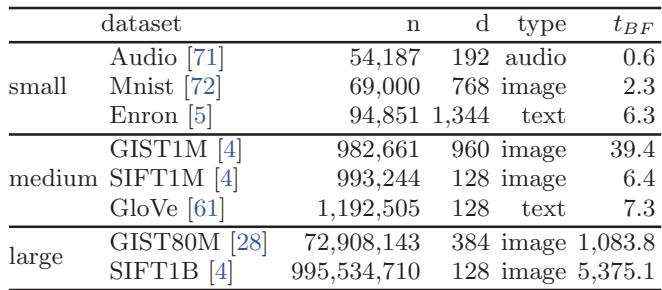 dataset n d type t_BF
small
Audio [71] 54,187 192 audio 0.6
Mnist [72] 69,000 768 image 2.3
Enron [5] 94,851 1,344 text 6.3
medium
GIST1M [4] 982,661 960 image 39.4
SIFT1M [4] 993,244 128 image 6.4
GloVe [61] 1,192,505 128 text 7.3
large
GIST80M [28] 72,908,143 384 image 1,083.8
SIFT1B [4] 995,534,710 128 image 5,375.1